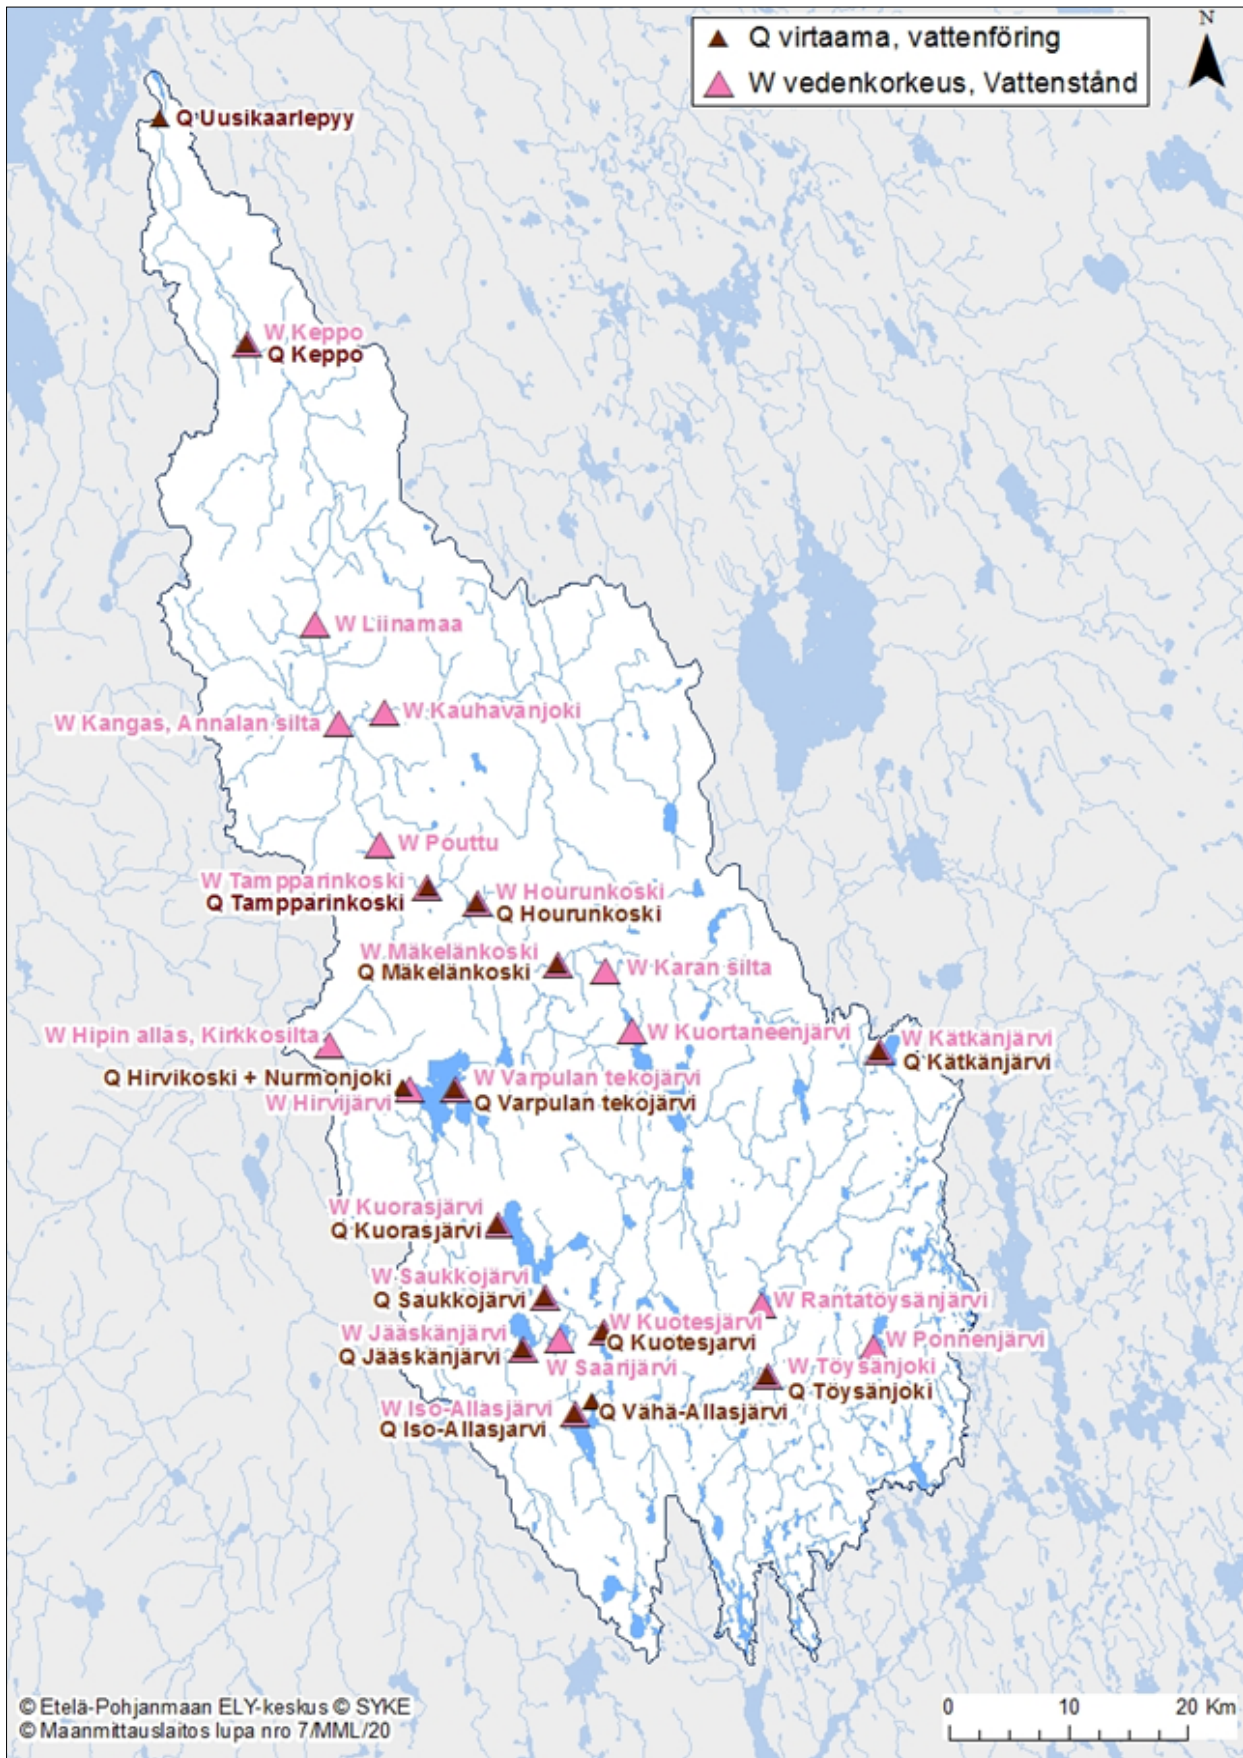 N
Q virtaama, vattenföring
W vedenkorkeus, Vattenstånd
Q Uusikaarlepyy
W Keppo
Q Keppo
W Liinamaa
W Kauhavanjoki
W Kangas, Annalan silta
W Pouttu
W Tampparinkoski
Q Tampparinkoski
W Hourunkoski
Q Hourunkoski
W Mäkelänkoski
Q Mäkelänkoski
W Karan silta
W Hipin allas, Kirkkosilta
W Kuortaneenjärvi
W Kätkänjärvi
Q Kätkänjärvi
Q Hirvikoski + Nurmonjoki
W Hirvijärvi
W Varpulan tekojärvi
Q Varpulan tekojärvi
W Kuorasjärvi
Q Kuorasjärvi
W Saukkojärvi
Q Saukkojärvi
W Rantatöysänjärvi
W Kuotesjärvi
Q Kuotesjärvi
W Jääskänjärvi
Q Jääskänjärvi
W Saarijärvi
W Ponnenjärvi
W Töysänjoki
Q Töysänjoki
W Iso-Allasjärvi
Q Iso-Allasjärvi
Q Vähä-Allasjärvi
© Etelä-Pohjanmaan ELY-keskus © SYKE
© Maanmittauslaitos lupa nro 7/MML/20
0 10 20 Km